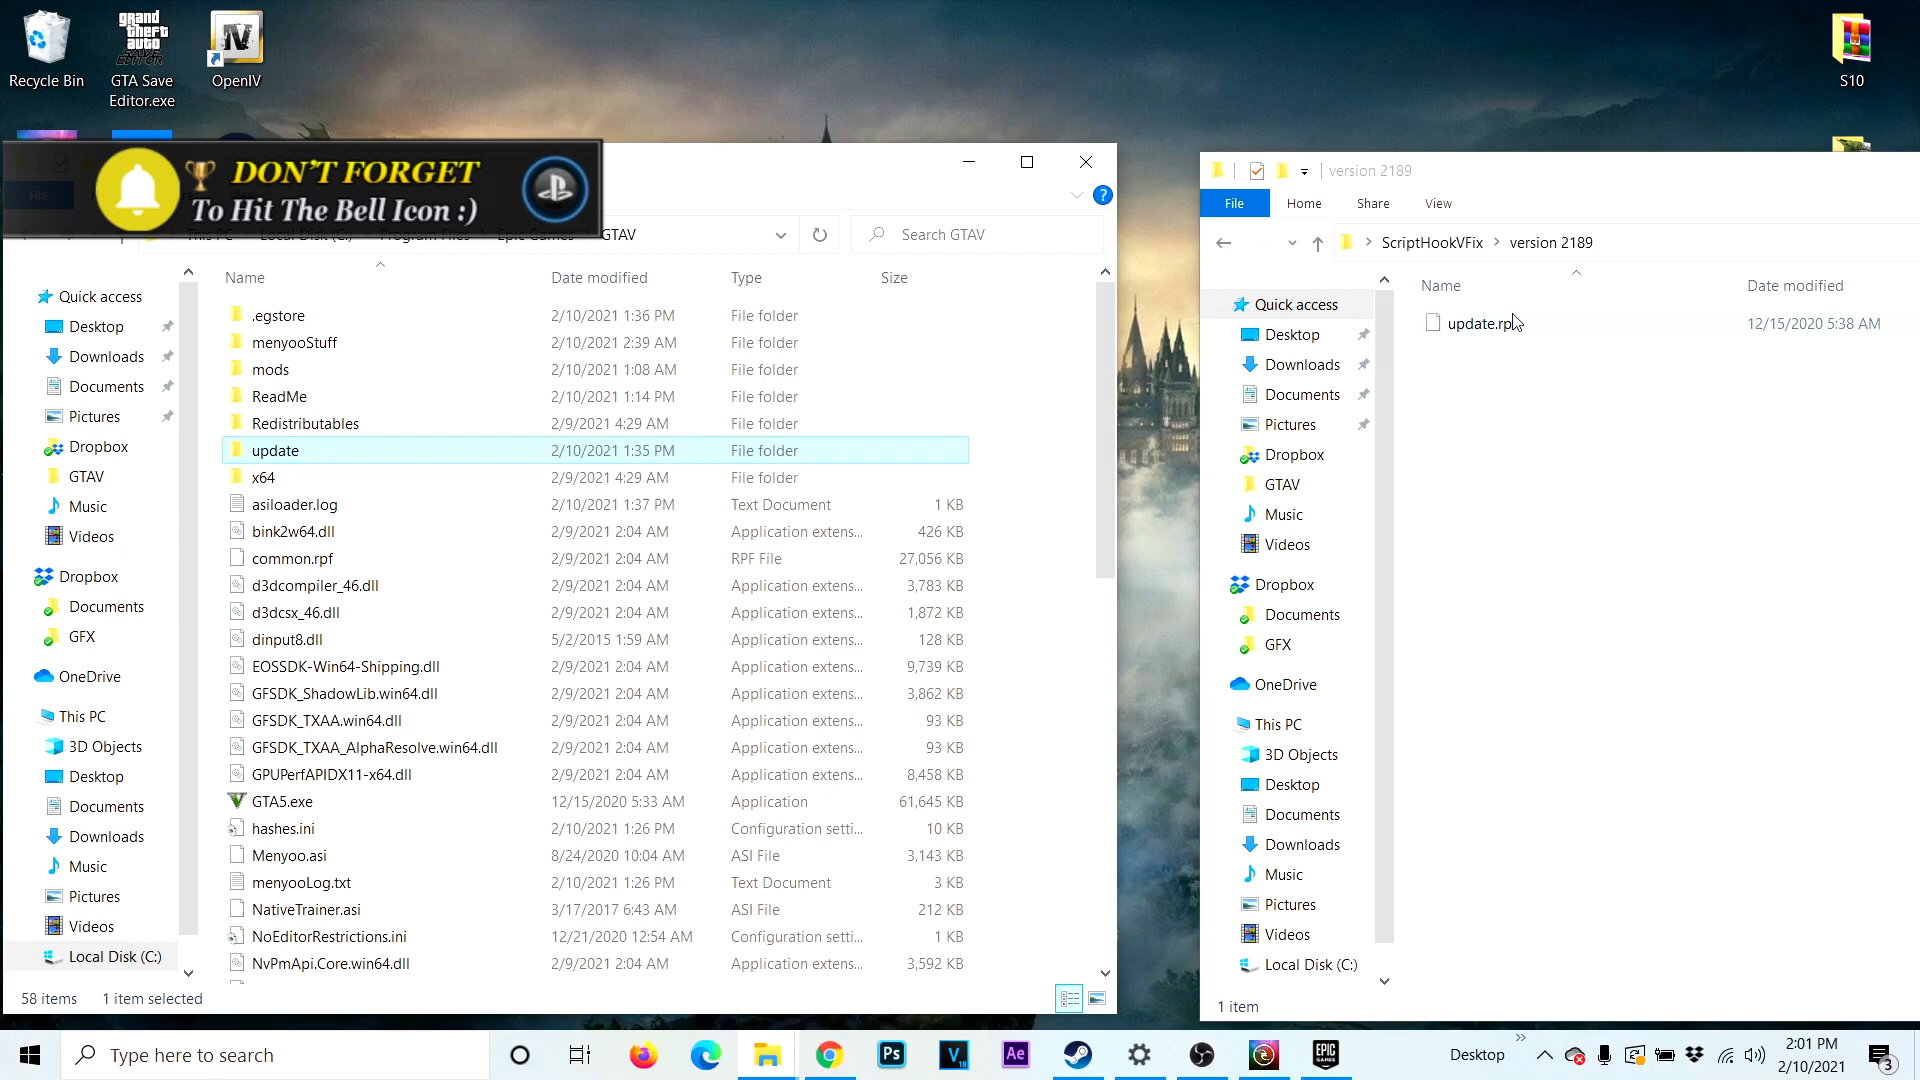 Recycle Bin
grand
theft
auto
SAVE
EDITOR
GTA Save
Editor.exe
OpenIV
S10
DON'T FORGET
To Hit The Bell Icon :)
File
This PC
Local Disk (C:)
Program Files
Epic Games
GTAV
Search GTAV
Name
Date modified
Type
Size
Quick access
Desktop
Downloads
Documents
Pictures
Dropbox
GTAV
Music
Videos
Dropbox
Documents
GFX
OneDrive
This PC
3D Objects
Desktop
Documents
Downloads
Music
Pictures
Videos
Local Disk (C:)
.egstore 2/10/2021 1:36 PM File folder
menyooStuff 2/10/2021 2:39 AM File folder
mods 2/10/2021 1:08 AM File folder
ReadMe 2/10/2021 1:14 PM File folder
Redistributables 2/9/2021 4:29 AM File folder
update 2/10/2021 1:35 PM File folder
x64 2/9/2021 4:29 AM File folder
asiloader.log 2/10/2021 1:37 PM Text Document 1 KB
bink2w64.dll 2/9/2021 2:04 AM Application extens... 426 KB
common.rpf 2/9/2021 2:04 AM RPF File 27,056 KB
d3dcompiler_46.dll 2/9/2021 2:04 AM Application extens... 3,783 KB
d3dcsx_46.dll 2/9/2021 2:04 AM Application extens... 1,872 KB
dinput8.dll 5/2/2015 1:59 AM Application extens... 128 KB
EOSSDK-Win64-Shipping.dll 2/9/2021 2:04 AM Application extens... 9,739 KB
GFSDK_ShadowLib.win64.dll 2/9/2021 2:04 AM Application extens... 3,862 KB
GFSDK_TXAA.win64.dll 2/9/2021 2:04 AM Application extens... 93 KB
GFSDK_TXAA_AlphaResolve.win64.dll 2/9/2021 2:04 AM Application extens... 93 KB
GPUPerfAPIDX11-x64.dll 2/9/2021 2:04 AM Application extens... 8,458 KB
GTA5.exe 12/15/2020 5:33 AM Application 61,645 KB
hashes.ini 2/10/2021 1:26 PM Configuration setti... 10 KB
Menyoo.asi 8/24/2020 10:04 AM ASI File 3,143 KB
menyooLog.txt 2/10/2021 1:26 PM Text Document 3 KB
NativeTrainer.asi 3/17/2017 6:43 AM ASI File 212 KB
NoEditorRestrictions.ini 12/21/2020 12:54 AM Configuration setti... 1 KB
NvPmApi.Core.win64.dll 2/9/2021 2:04 AM Application extens... 3,592 KB
58 items 1 item selected
version 2189
File
Home
Share
View
ScriptHookVFix
version 2189
Name
Date modified
update.rp
12/15/2020 5:38 AM
Quick access
Desktop
Downloads
Documents
Pictures
Dropbox
GTAV
Music
Videos
Dropbox
Documents
GFX
OneDrive
This PC
3D Objects
Desktop
Documents
Downloads
Music
Pictures
Videos
Local Disk (C:)
1 item
Type here to search
Ps
V
18
Ae
EPIC
GAMES
Desktop
2:01 PM
2/10/2021
3